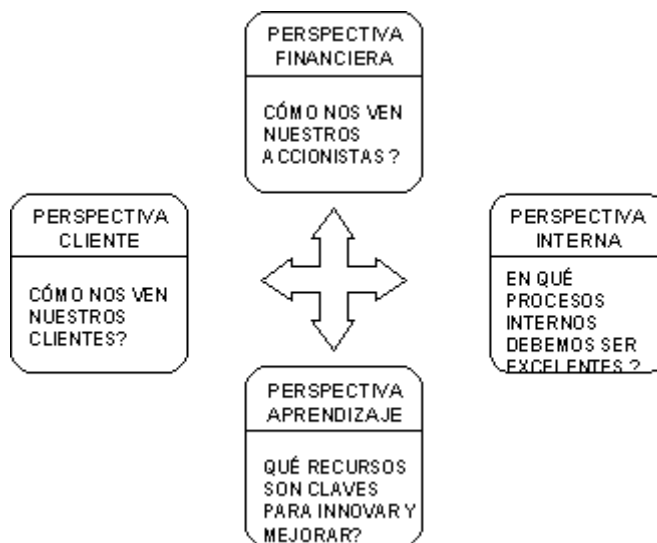 PERSPECTIVA
FINANCIERA
CÓMO NOS VEN
NUESTROS
ACCIONISTAS ?
PERSPECTIVA
CLIENTE
CÓMO NOS VEN
NUESTROS
CLIENTES?
PERSPECTIVA
INTERNA
EN QUÉ
PROCESOS
INTERNOS
DEBEMOS SER
EXCELENTES ?
PERSPECTIVA
APRENDIZAJE
QUÉ RECURSOS
SON CLAVES
PARA INNOVAR Y
MEJORAR?